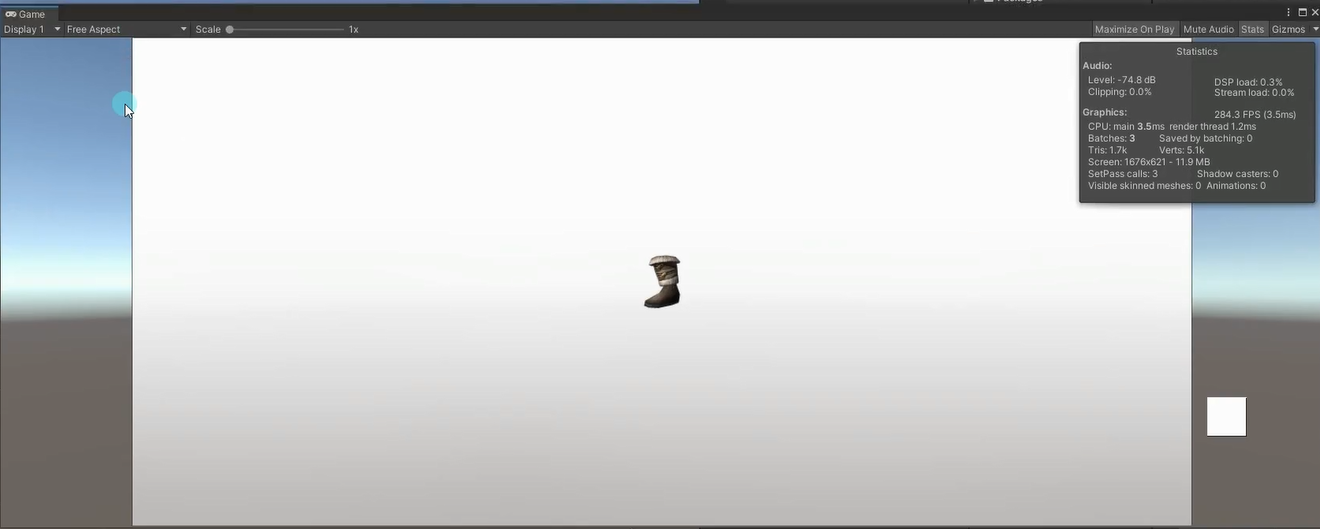 Game
Display 1 Free Aspect Scale 1x Maximize On Play Mute Audio Stats Gizmos
Statistics
Audio:
Level: -74.8 dB DSP load: 0.3%
Clipping: 0.0% Stream load: 0.0%
Graphics: 284.3 FPS (3.5ms)
CPU: main 3.5ms render thread 1.2ms
Batches: 3 Saved by batching: 0
Tris: 1.7k Verts: 5.1k
Screen: 1676x621 - 11.9 MB
SetPass calls: 3 Shadow casters: 0
Visible skinned meshes: 0 Animations: 0